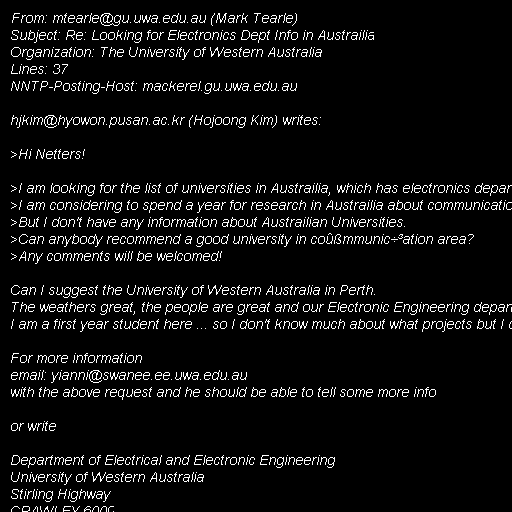 From: mtearle@gu.uwa.edu.au (Mark Tearle)
Subject: Re: Looking for Electronics Dept Info in Austrailia
Organization: The University of Western Australia
Lines: 37
NNTP-Posting-Host: mackerel.gu.uwa.edu.au

hjkim@hyowon.pusan.ac.kr (Hojoong Kim) writes:

>Hi Netters!

>I am looking for the list of universities in Austrailia, which has electronics
>I am considering to spend a year for research in Austrailia about
>But I don't have any information about Austrailian Universities.
>Can anybody recommend a good university in coûßmmunic÷³ation area?
>Any comments will be welcomed!

Can I suggest the University of Western Australia in Perth.
The weathers great, the people are great and our Electronic Engineering
I am a first year student here ... so I don't know much about what projects but I

For more information
email: yianni@swanee.ee.uwa.edu.au
with the above request and he should be able to tell some more info

or write

Department of Electrical and Electronic Engineering
University of Western Australia
Stirling Highway
CRAWLEY 6009